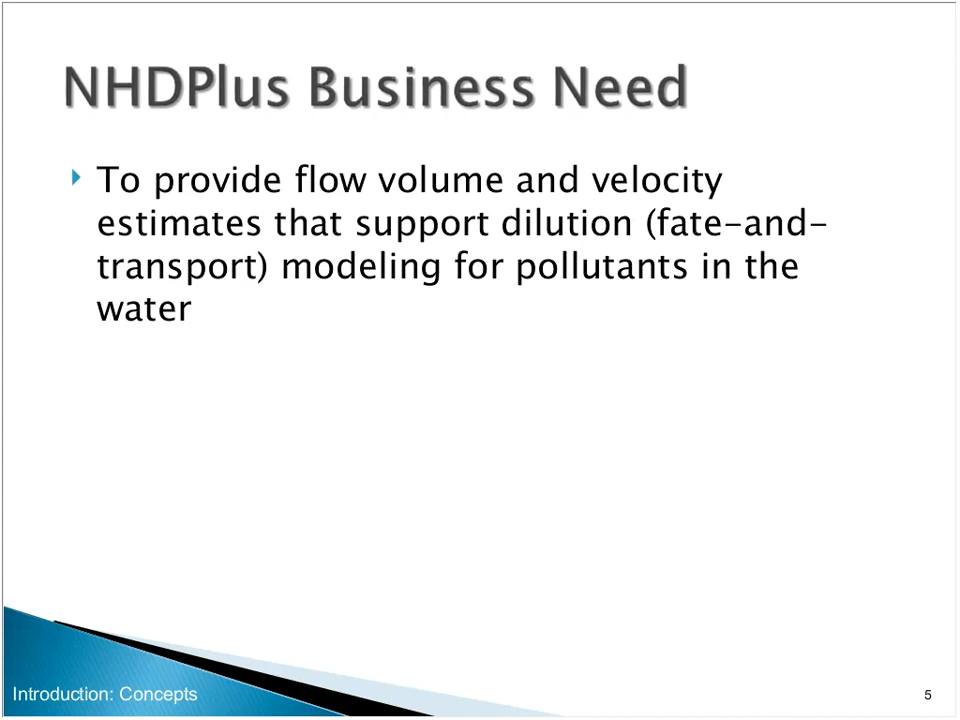 NHDPlus Business Need
To provide flow volume and velocity
estimates that support dilution (fate-and-
transport) modeling for pollutants in the
water
Introduction: Concepts
5